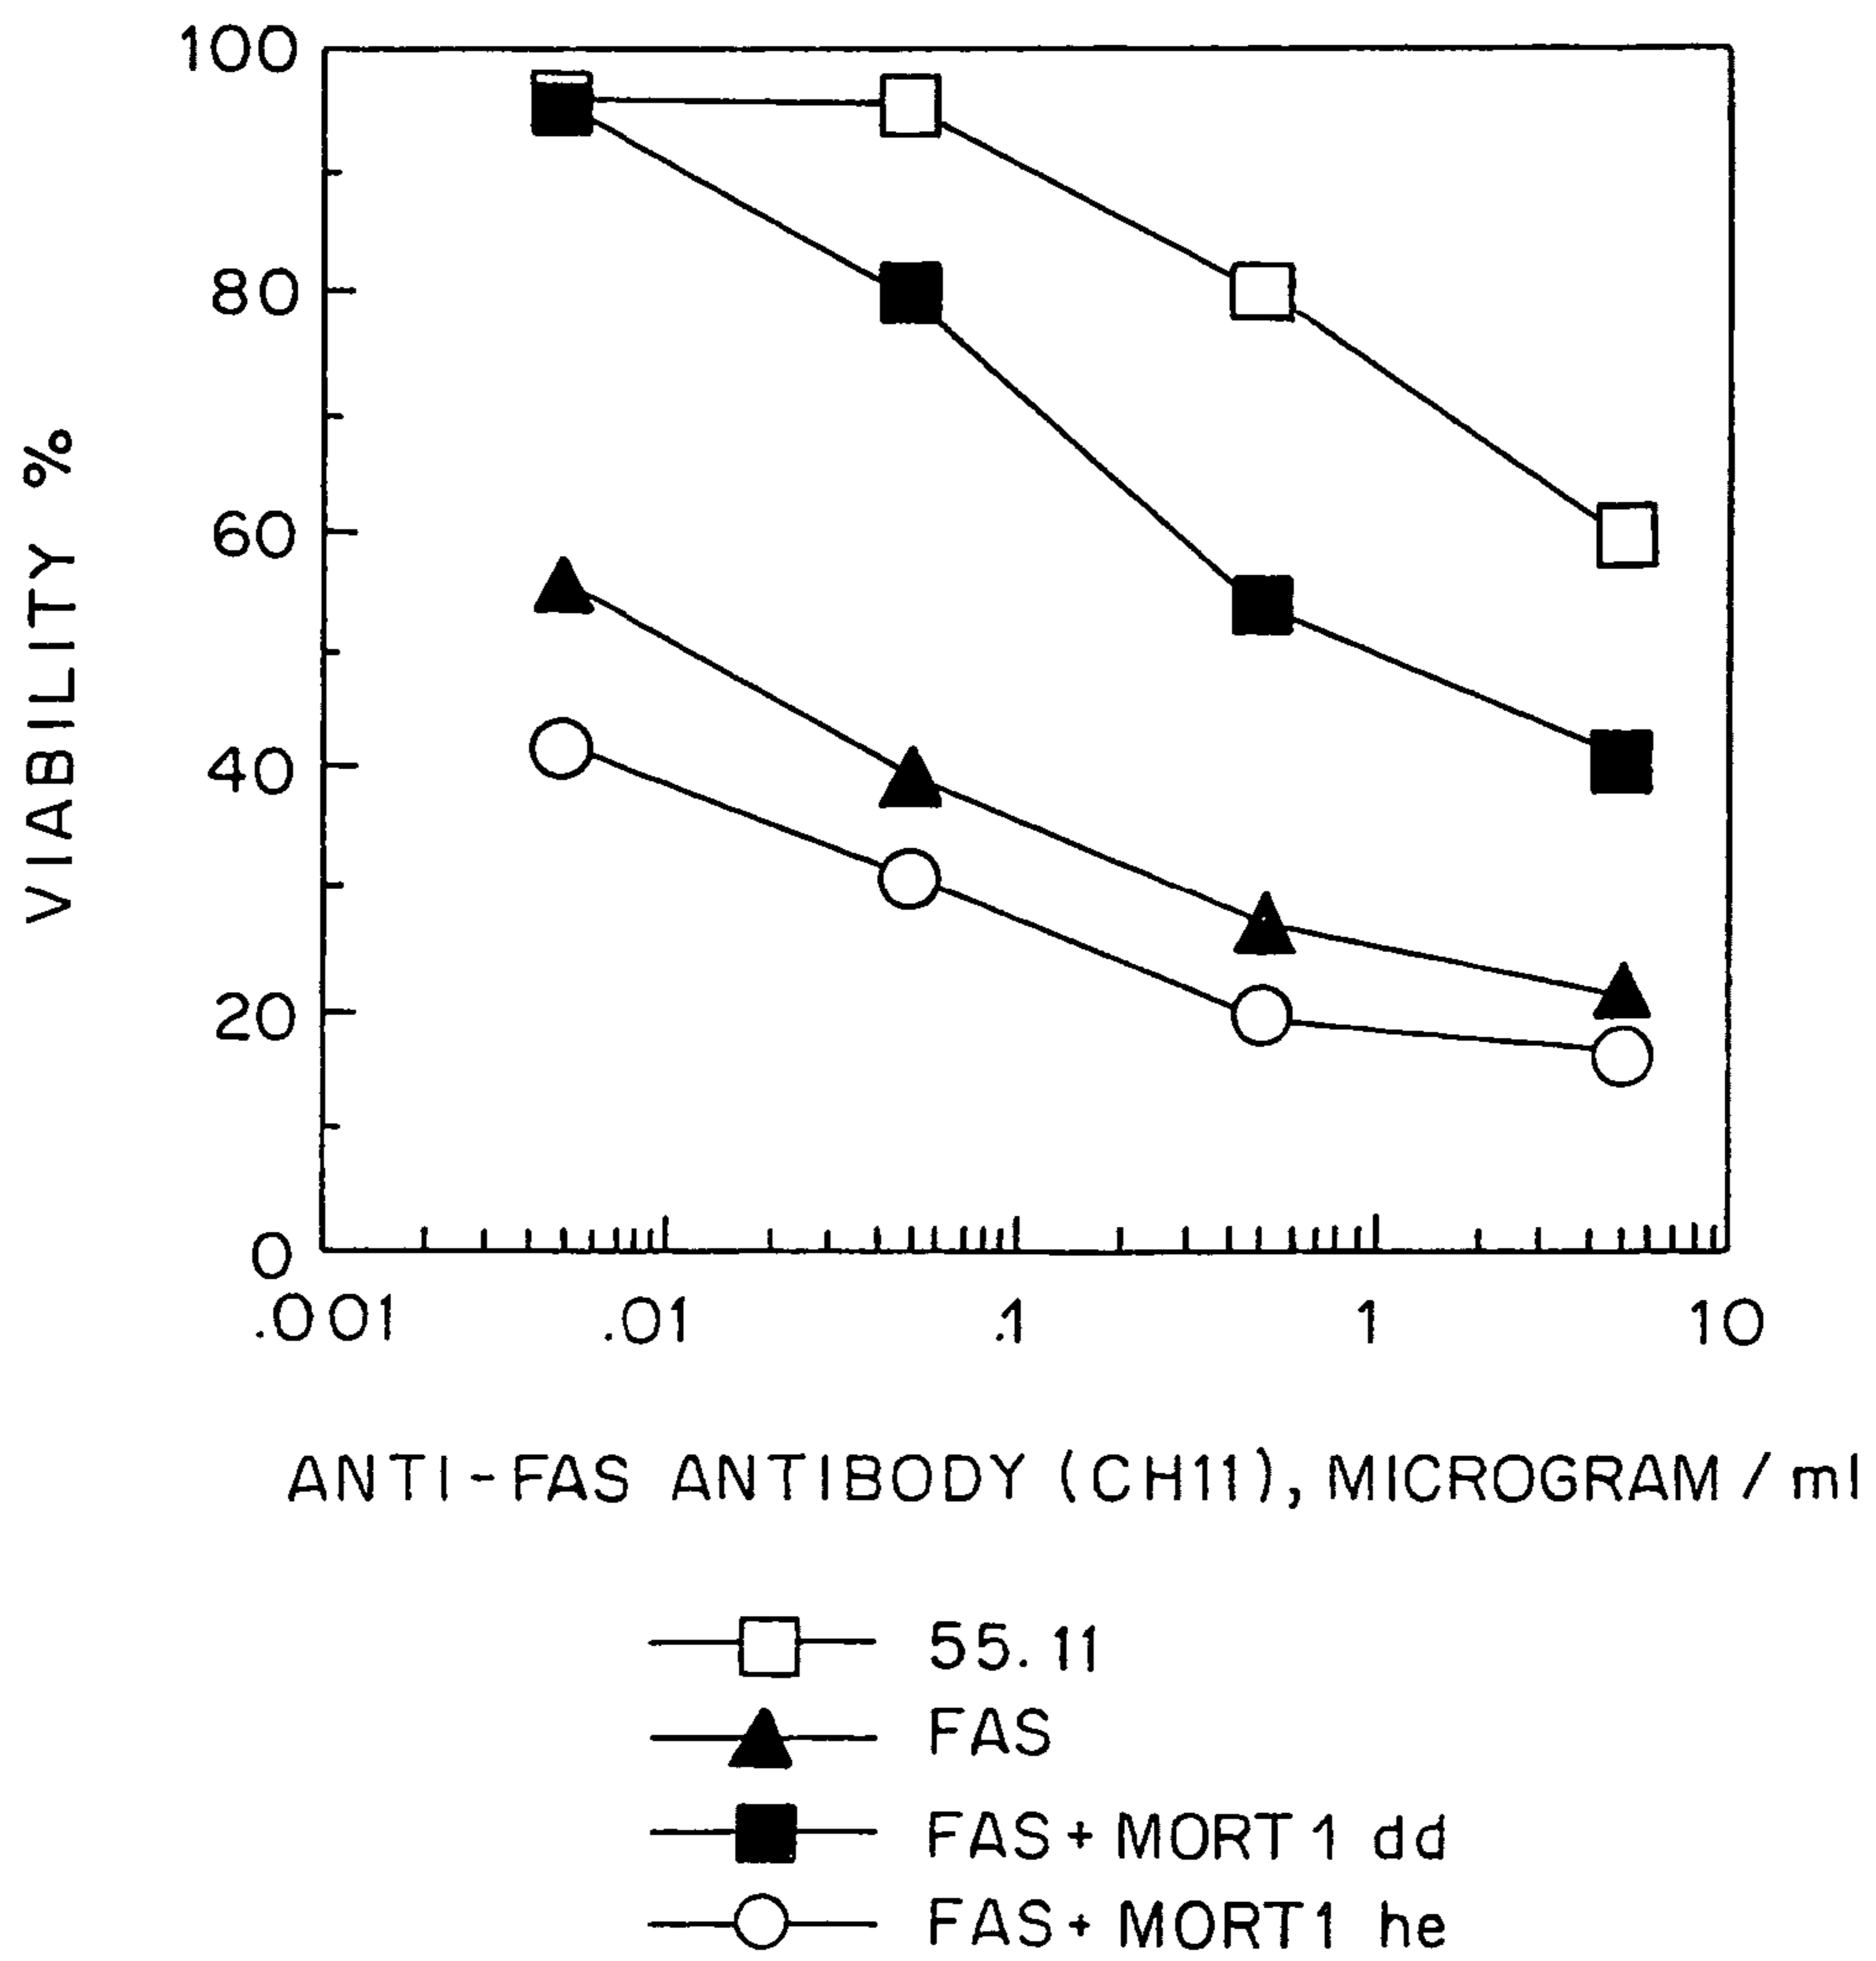 100
80
60
40
20
0
VIABILITY %
.001 .01 .1 1 10
ANTI-FAS ANTIBODY (CH11), MICROGRAM/ml
55.11
FAS
FAS+MORT1 dd
FAS+MORT1 he